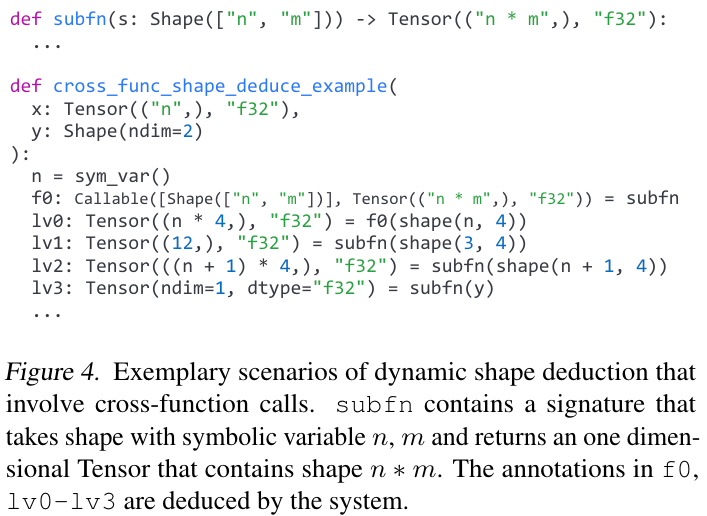 def subfn(s: Shape(["n", "m"])) -> Tensor(("n * m",), "f32"):
  ...
def cross_func_shape_deduce_example(
  x: Tensor(("n",), "f32"),
  y: Shape(ndim=2)
):
  n = sym_var()
  f0: Callable([Shape(["n", "m"])], Tensor(("n * m",), "f32")) = subfn
  lv0: Tensor((n * 4,), "f32") = f0(shape(n, 4))
  lv1: Tensor((12,), "f32") = subfn(shape(3, 4))
  lv2: Tensor(((n + 1) * 4,), "f32") = subfn(shape(n + 1, 4))
  lv3: Tensor(ndim=1, dtype="f32") = subfn(y)
  ...
Figure 4. Exemplary scenarios of dynamic shape deduction that
involve cross-function calls. subfn contains a signature that
takes shape with symbolic variable n, m and returns an one dimen-
sional Tensor that contains shape n ∗ m. The annotations in f0,
lv0-lv3 are deduced by the system.